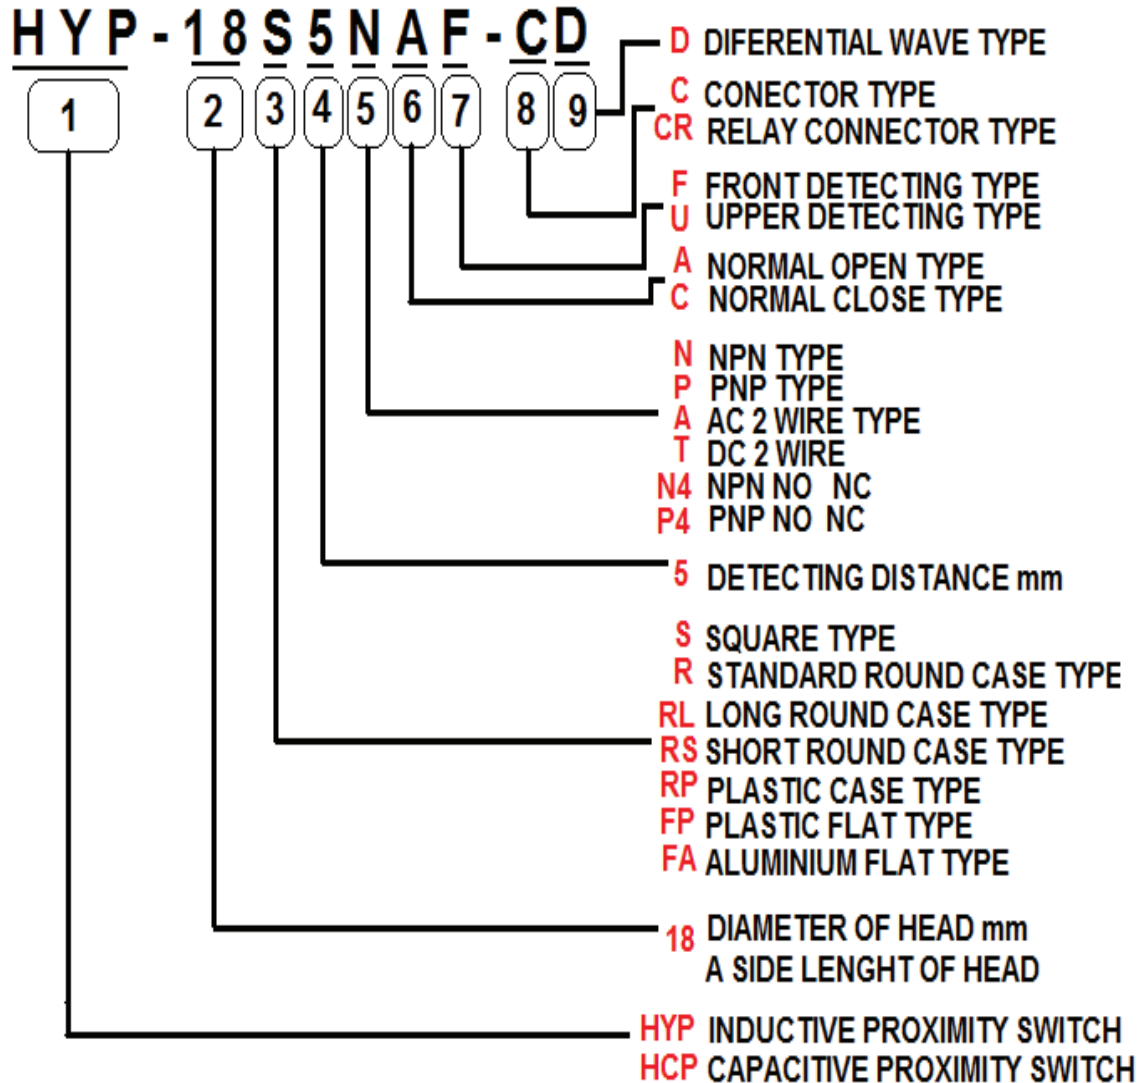 HYP-18S5NAF-CD
1 2 3 4 5 6 7 8 9
D DIFERENTIAL WAVE TYPE
C CONECTOR TYPE
CR RELAY CONNECTOR TYPE
F FRONT DETECTING TYPE
U UPPER DETECTING TYPE
A NORMAL OPEN TYPE
C NORMAL CLOSE TYPE
N NPN TYPE
P PNP TYPE
A AC 2 WIRE TYPE
T DC 2 WIRE
N4 NPN NO NC
P4 PNP NO NC
5 DETECTING DISTANCE mm
S SQUARE TYPE
R STANDARD ROUND CASE TYPE
RL LONG ROUND CASE TYPE
RS SHORT ROUND CASE TYPE
RP PLASTIC CASE TYPE
FP PLASTIC FLAT TYPE
FA ALUMINIUM FLAT TYPE
18 DIAMETER OF HEAD mm
A SIDE LENGHT OF HEAD
HYP INDUCTIVE PROXIMITY SWITCH
HCP CAPACITIVE PROXIMITY SWITCH